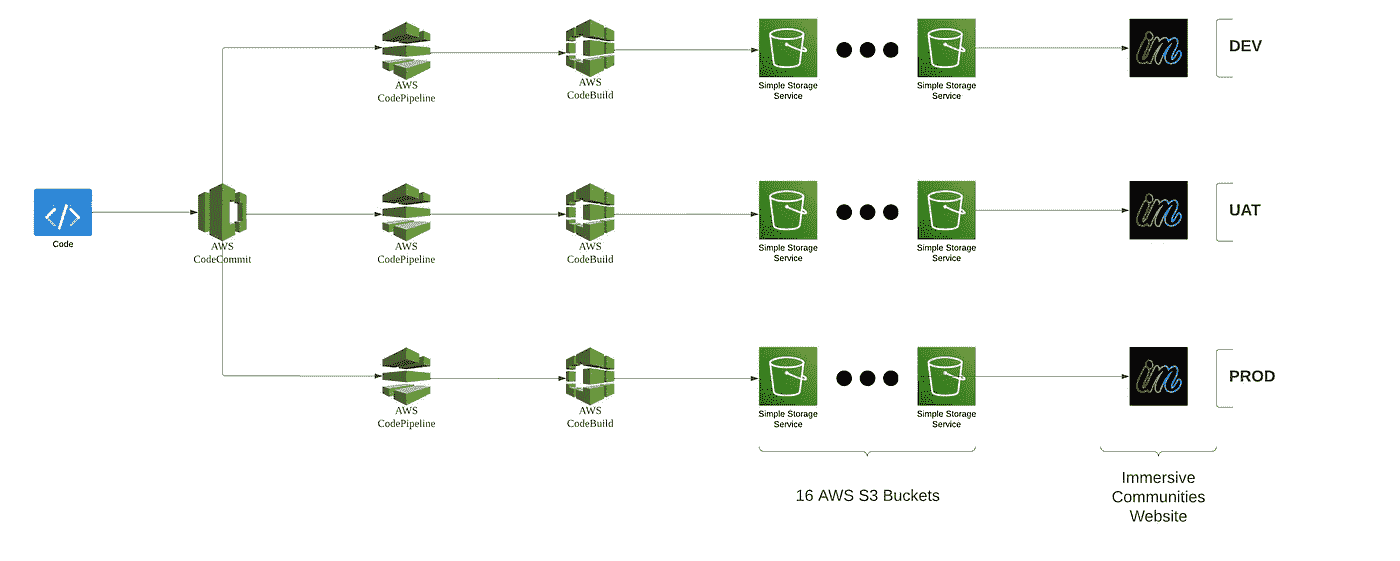 DEV
AWS
CodePipeline
AWS
CodeBuild
Simple Storage
Service
Simple Storage
Service
im
UAT
Code
AWS
CodeCommit
AWS
CodePipeline
AWS
CodeBuild
Simple Storage
Service
Simple Storage
Service
im
PROD
AWS
CodePipeline
AWS
CodeBuild
Simple Storage
Service
Simple Storage
Service
im
16 AWS S3 Buckets
Immersive
Communities
Website